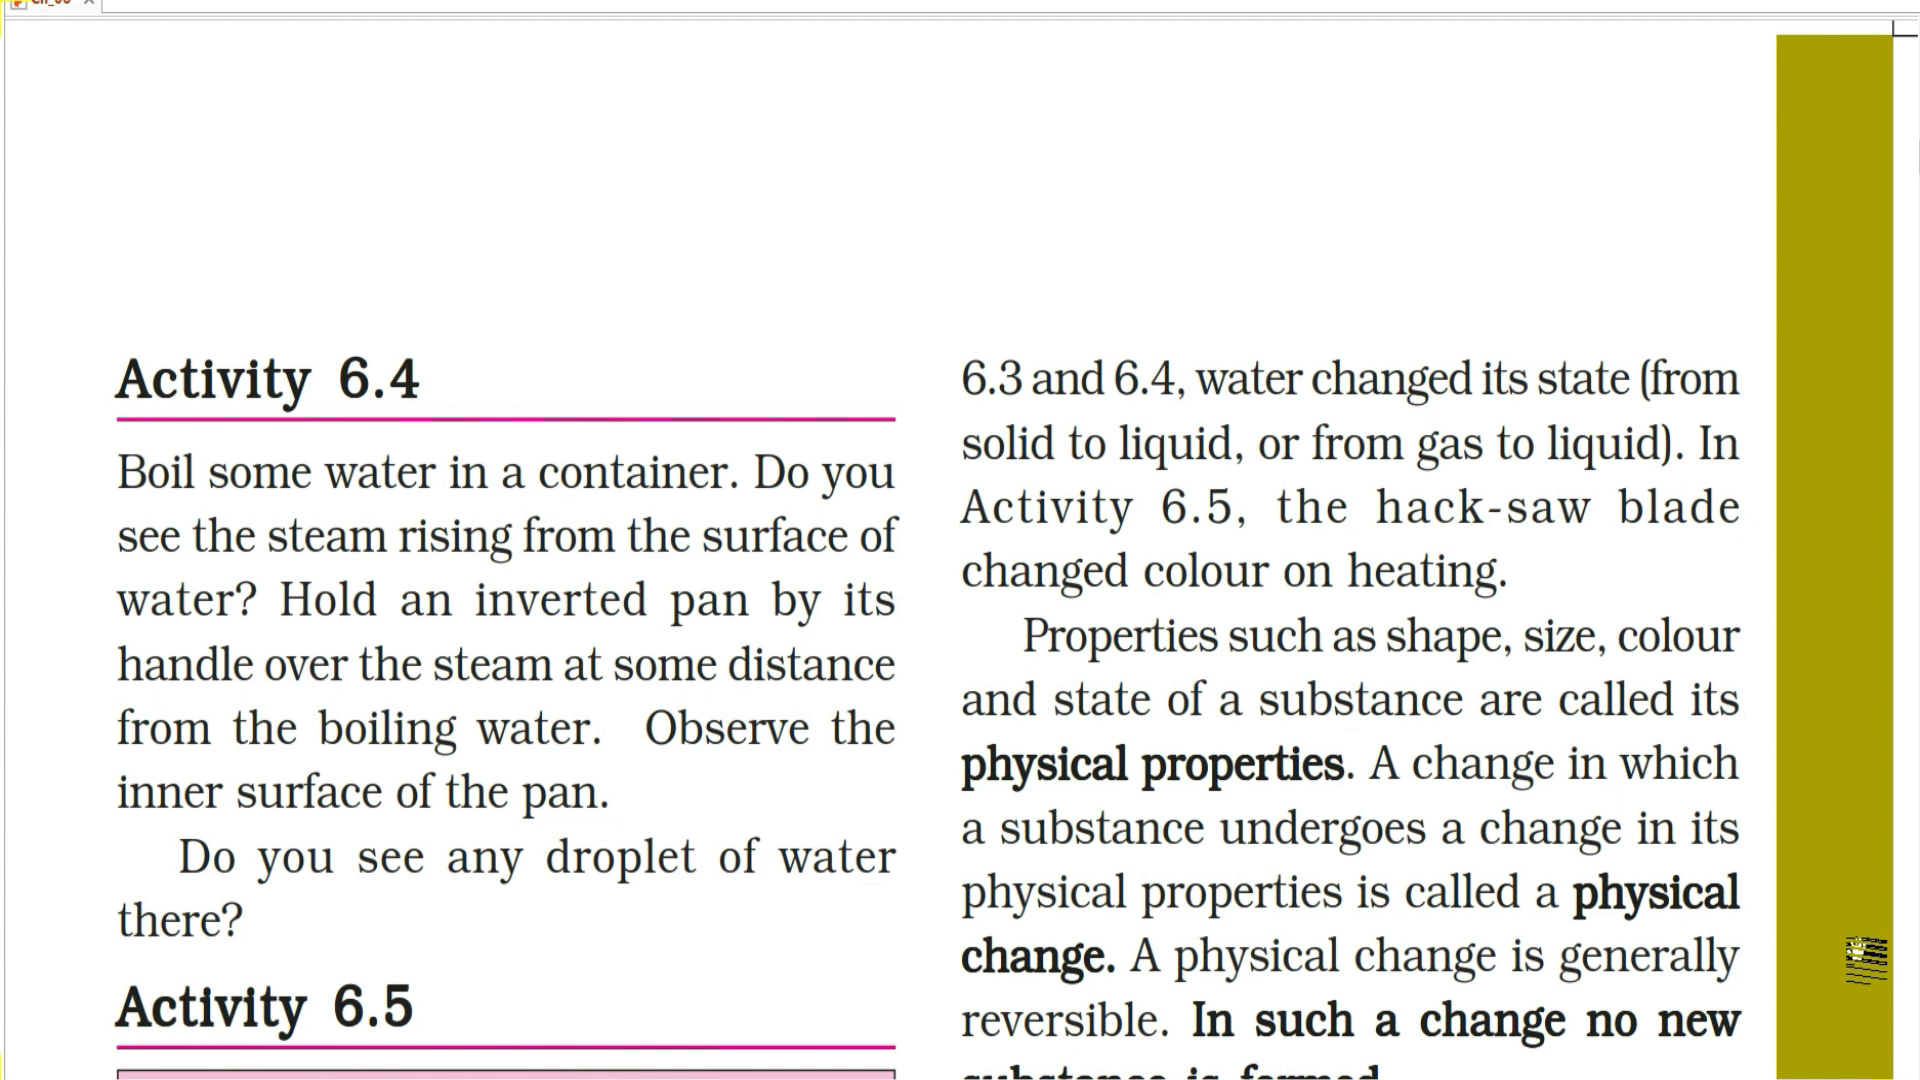 Activity 6.4
Boil some water in a container. Do you
see the steam rising from the surface of
water? Hold an inverted pan by its
handle over the steam at some distance
from the boiling water. Observe the
inner surface of the pan.
Do you see any droplet of water
there?
Activity 6.5
6.3 and 6.4, water changed its state (from
solid to liquid, or from gas to liquid). In
Activity 6.5, the hack-saw blade
changed colour on heating.
Properties such as shape, size, colour
and state of a substance are called its
physical properties. A change in which
a substance undergoes a change in its
physical properties is called a physical
change. A physical change is generally
reversible. In such a change no new
substance is formed.